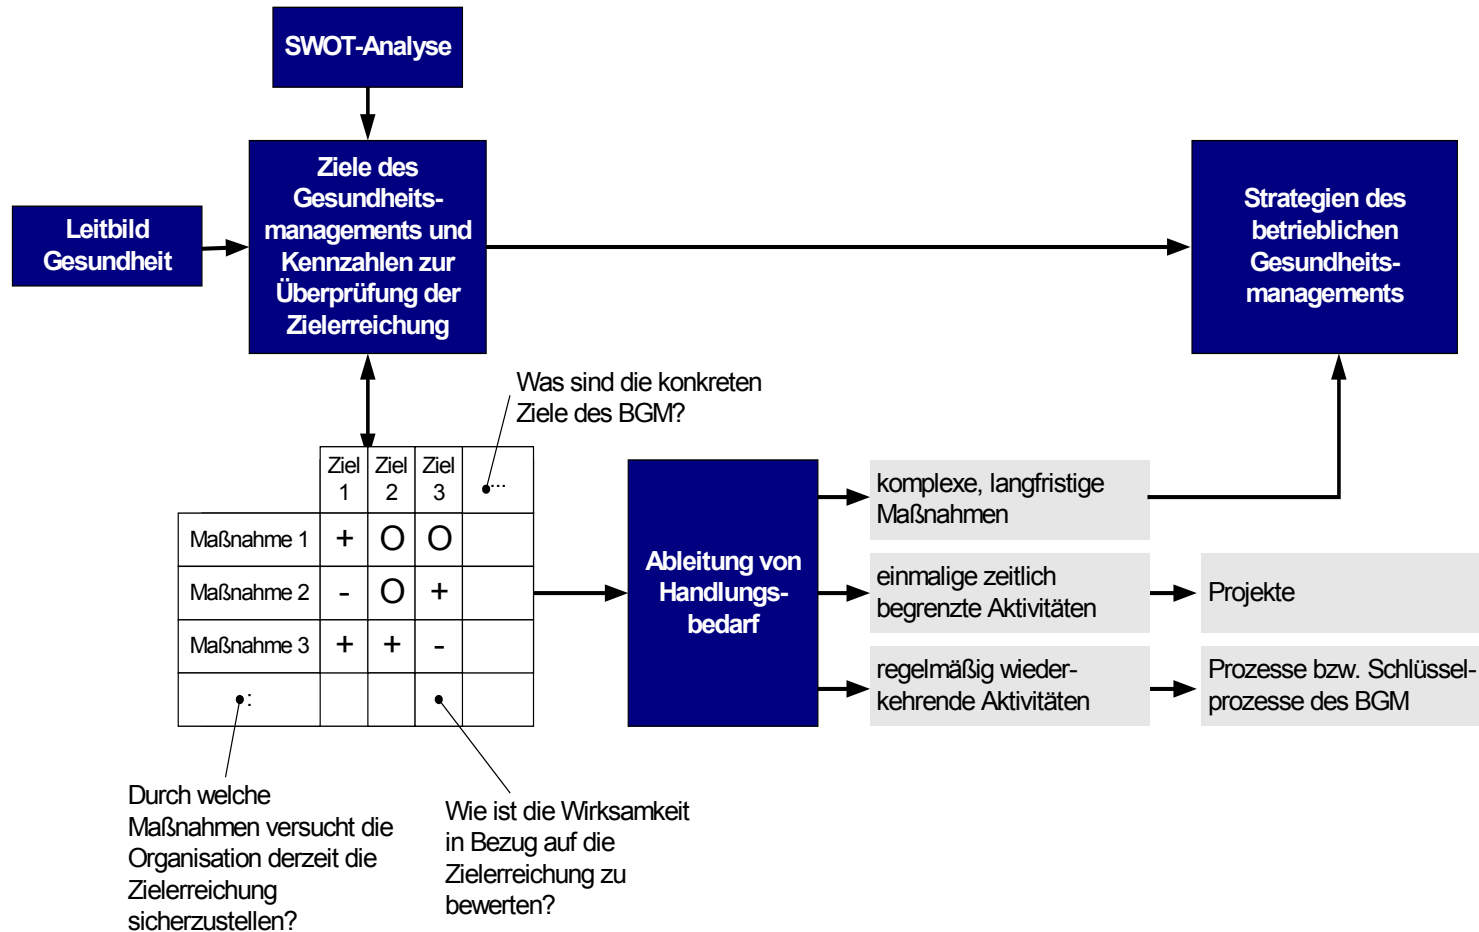 SWOT-Analyse
Leitbild
Gesundheit
Ziele des
Gesundheits-
managements und
Kennzahlen zur
Überprüfung der
Zielerreichung
Strategien des
betrieblichen
Gesundheits-
managements
Was sind die konkreten
Ziele des BGM?
Ziel 1 Ziel 2 Ziel 3 ...
Maßnahme 1 + O O
Maßnahme 2 - O +
Maßnahme 3 + + -
:
Durch welche
Maßnahmen versucht die
Organisation derzeit die
Zielerreichung
sicherzustellen?
Wie ist die Wirksamkeit
in Bezug auf die
Zielerreichung zu
bewerten?
Ableitung von
Handlungs-
bedarf
komplexe, langfristige
Maßnahmen
einmalige zeitlich
begrenzte Aktivitäten
Projekte
regelmäßig wieder-
kehrende Aktivitäten
Prozesse bzw. Schlüssel-
prozesse des BGM